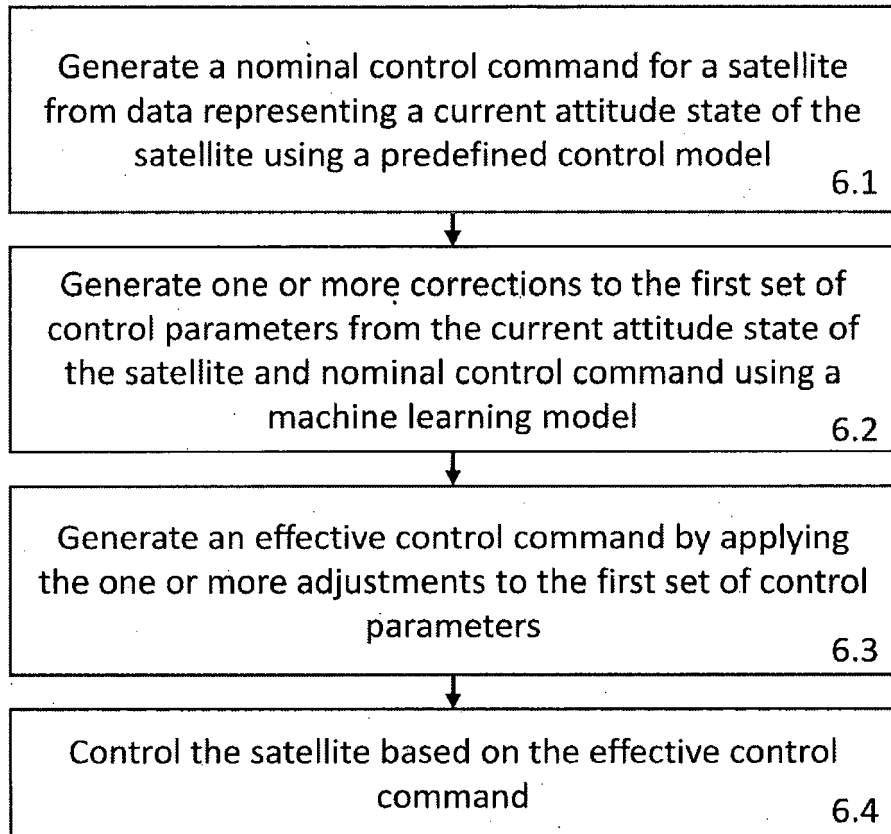 Generate a nominal control command for a satellite
from data representing a current attitude state of the
satellite using a predefined control model
6.1
Generate one or more corrections to the first set of
control parameters from the current attitude state of
the satellite and nominal control command using a
machine learning model
6.2
Generate an effective control command by applying
the one or more adjustments to the first set of control
parameters
6.3
Control the satellite based on the effective control
command
6.4